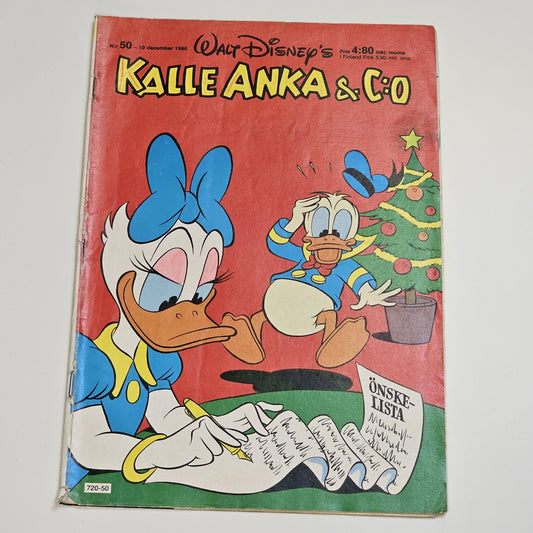 Nr 50 – 10 december 1980
WALT DISNEY'S
Pris 4:80 inkl. moms
I Finland Fmk 5:90 inkl. oms
KALLE ANKA & C:O
ÖNSKE-
LISTA
720-50